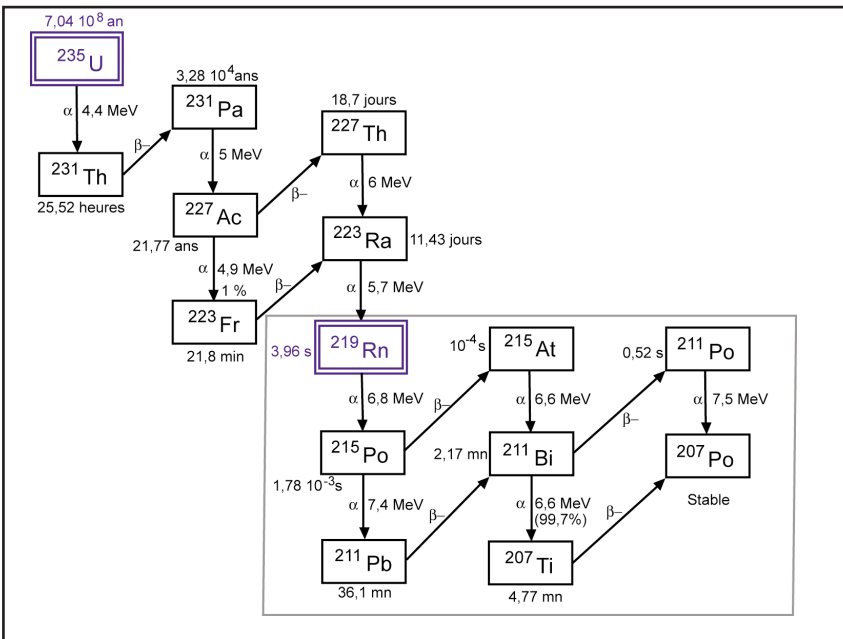 7,04 10⁸ an
²³⁵U
α 4,4 MeV
²³¹Th
25,52 heures
β–
3,28 10⁴ans
²³¹Pa
α 5 MeV
²²⁷Ac
21,77 ans
β–
α 4,9 MeV
1 %
²²³Fr
21,8 min
β–
18,7 jours
²²⁷Th
α 6 MeV
²²³Ra
11,43 jours
α 5,7 MeV
3,96 s
²¹⁹Rn
α 6,8 MeV
²¹⁵Po
1,78 10⁻³s
α 7,4 MeV
²¹¹Pb
36,1 mn
β–
β–
10⁻⁴s
²¹⁵At
α 6,6 MeV
2,17 mn
²¹¹Bi
α 6,6 MeV
(99,7%)
²⁰⁷Ti
4,77 mn
β–
β–
0,52 s
²¹¹Po
α 7,5 MeV
²⁰⁷Po
Stable